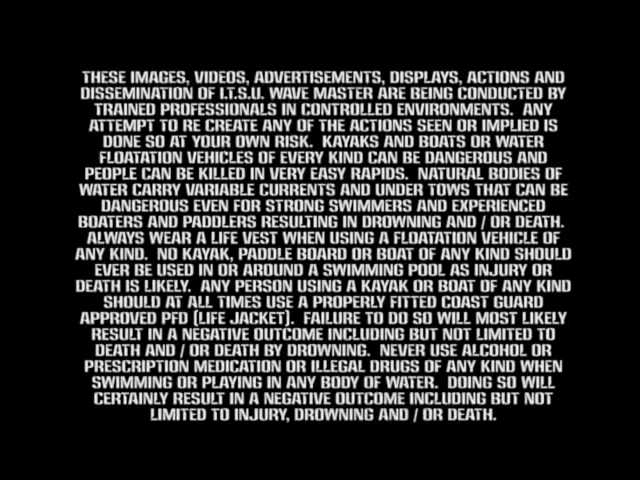 THESE IMAGES, VIDEOS, ADVERTISEMENTS, DISPLAYS, ACTIONS AND
DISSEMINATION OF I.T.S.U. WAVE MASTER ARE BEING CONDUCTED BY
TRAINED PROFESSIONALS IN CONTROLLED ENVIRONMENTS.  ANY
ATTEMPT TO RE CREATE ANY OF THE ACTIONS SEEN OR IMPLIED IS
DONE SO AT YOUR OWN RISK.  KAYAKS AND BOATS OR WATER
FLOATATION VEHICLES OF EVERY KIND CAN BE DANGEROUS AND
PEOPLE CAN BE KILLED IN VERY EASY RAPIDS.  NATURAL BODIES OF
WATER CARRY VARIABLE CURRENTS AND UNDER TOWS THAT CAN BE
DANGEROUS EVEN FOR STRONG SWIMMERS AND EXPERIENCED
BOATERS AND PADDLERS RESULTING IN DROWNING AND / OR DEATH.
ALWAYS WEAR A LIFE VEST WHEN USING A FLOATATION VEHICLE OF
ANY KIND.  NO KAYAK, PADDLE BOARD OR BOAT OF ANY KIND SHOULD
EVER BE USED IN OR AROUND A SWIMMING POOL AS INJURY OR
DEATH IS LIKELY.  ANY PERSON USING A KAYAK OR BOAT OF ANY KIND
SHOULD AT ALL TIMES USE A PROPERLY FITTED COAST GUARD
APPROVED PFD (LIFE JACKET).  FAILURE TO DO SO WILL MOST LIKELY
RESULT IN A NEGATIVE OUTCOME INCLUDING BUT NOT LIMITED TO
DEATH AND / OR DEATH BY DROWNING.  NEVER USE ALCOHOL OR
PRESCRIPTION MEDICATION OR ILLEGAL DRUGS OF ANY KIND WHEN
SWIMMING OR PLAYING IN ANY BODY OF WATER.  DOING SO WILL
CERTAINLY RESULT IN A NEGATIVE OUTCOME INCLUDING BUT NOT
LIMITED TO INJURY, DROWNING AND / OR DEATH.